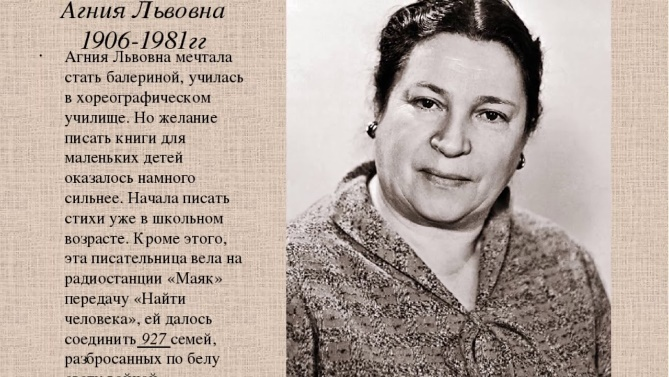 Агния Львовна
1906-1981гг
• Агния Львовна мечтала
стать балериной, училась
в хореографическом
училище. Но желание
писать книги для
маленьких детей
оказалось намного
сильнее. Начала писать
стихи уже в школьном
возрасте. Кроме этого,
эта писательница вела на
радиостанции «Маяк»
передачу «Найти
человека», ей далось
соединить 927 семей,
разбросанных по белу